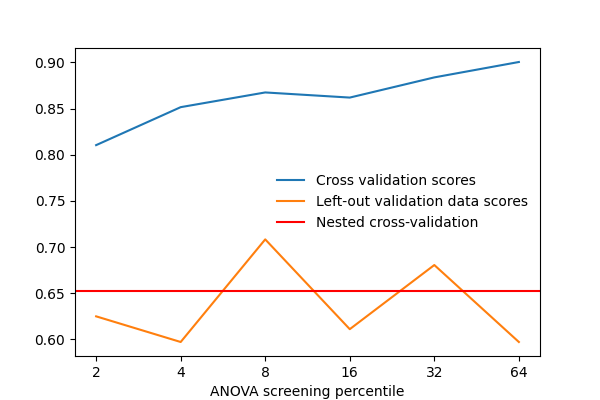 0.90
0.85
0.80
0.75
0.70
0.65
0.60
Cross validation scores
Left-out validation data scores
Nested cross-validation
2 4 8 16 32 64
ANOVA screening percentile